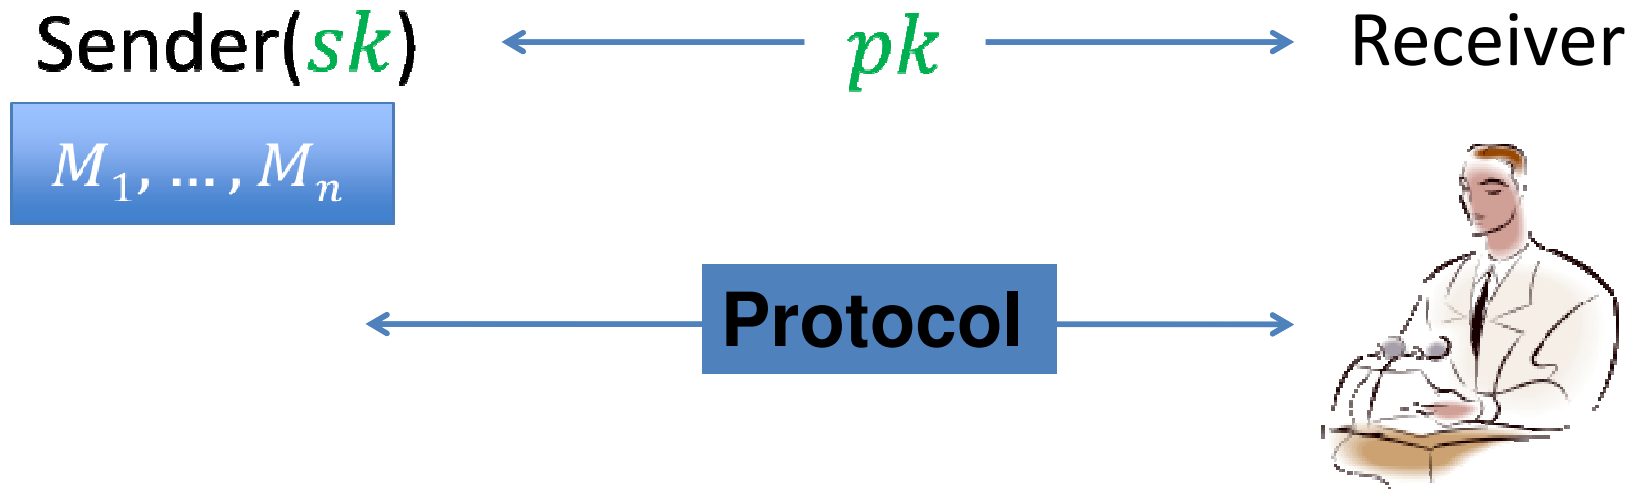 Sender(sk) pk Receiver
M₁, … , Mₙ
Protocol